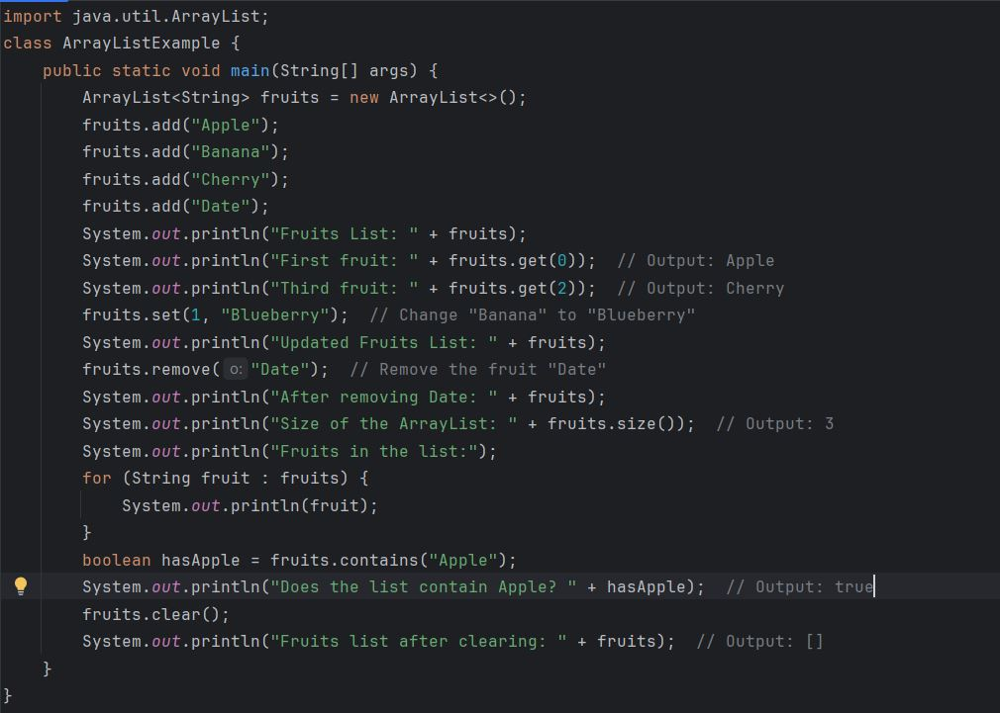 import java.util.ArrayList;
class ArrayListExample {
    public static void main(String[] args) {
        ArrayList<String> fruits = new ArrayList<>();
        fruits.add("Apple");
        fruits.add("Banana");
        fruits.add("Cherry");
        fruits.add("Date");
        System.out.println("Fruits List: " + fruits);
        System.out.println("First fruit: " + fruits.get(0));  // Output: Apple
        System.out.println("Third fruit: " + fruits.get(2));  // Output: Cherry
        fruits.set(1, "Blueberry");  // Change "Banana" to "Blueberry"
        System.out.println("Updated Fruits List: " + fruits);
        fruits.remove( o: "Date");  // Remove the fruit "Date"
        System.out.println("After removing Date: " + fruits);
        System.out.println("Size of the ArrayList: " + fruits.size());  // Output: 3
        System.out.println("Fruits in the list:");
        for (String fruit : fruits) {
            System.out.println(fruit);
        }
        boolean hasApple = fruits.contains("Apple");
        System.out.println("Does the list contain Apple? " + hasApple);  // Output: true
        fruits.clear();
        System.out.println("Fruits list after clearing: " + fruits);  // Output: []
    }
}